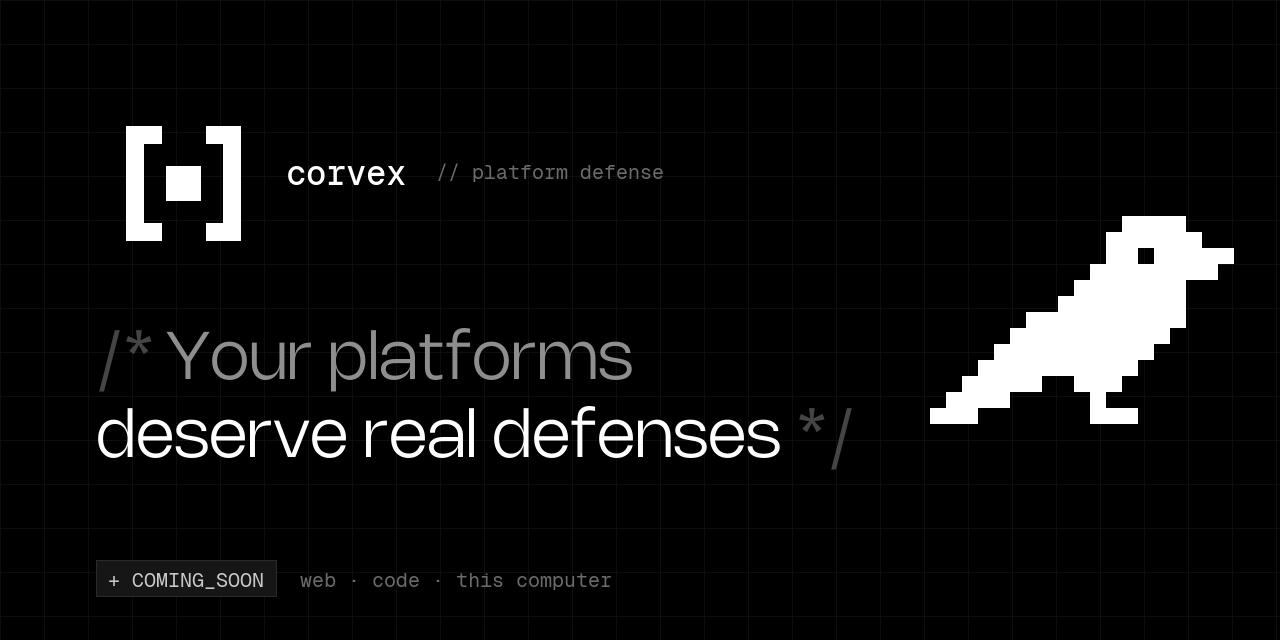 corvex // platform defense
/* Your platforms
deserve real defenses */
+ COMING_SOON web · code · this computer